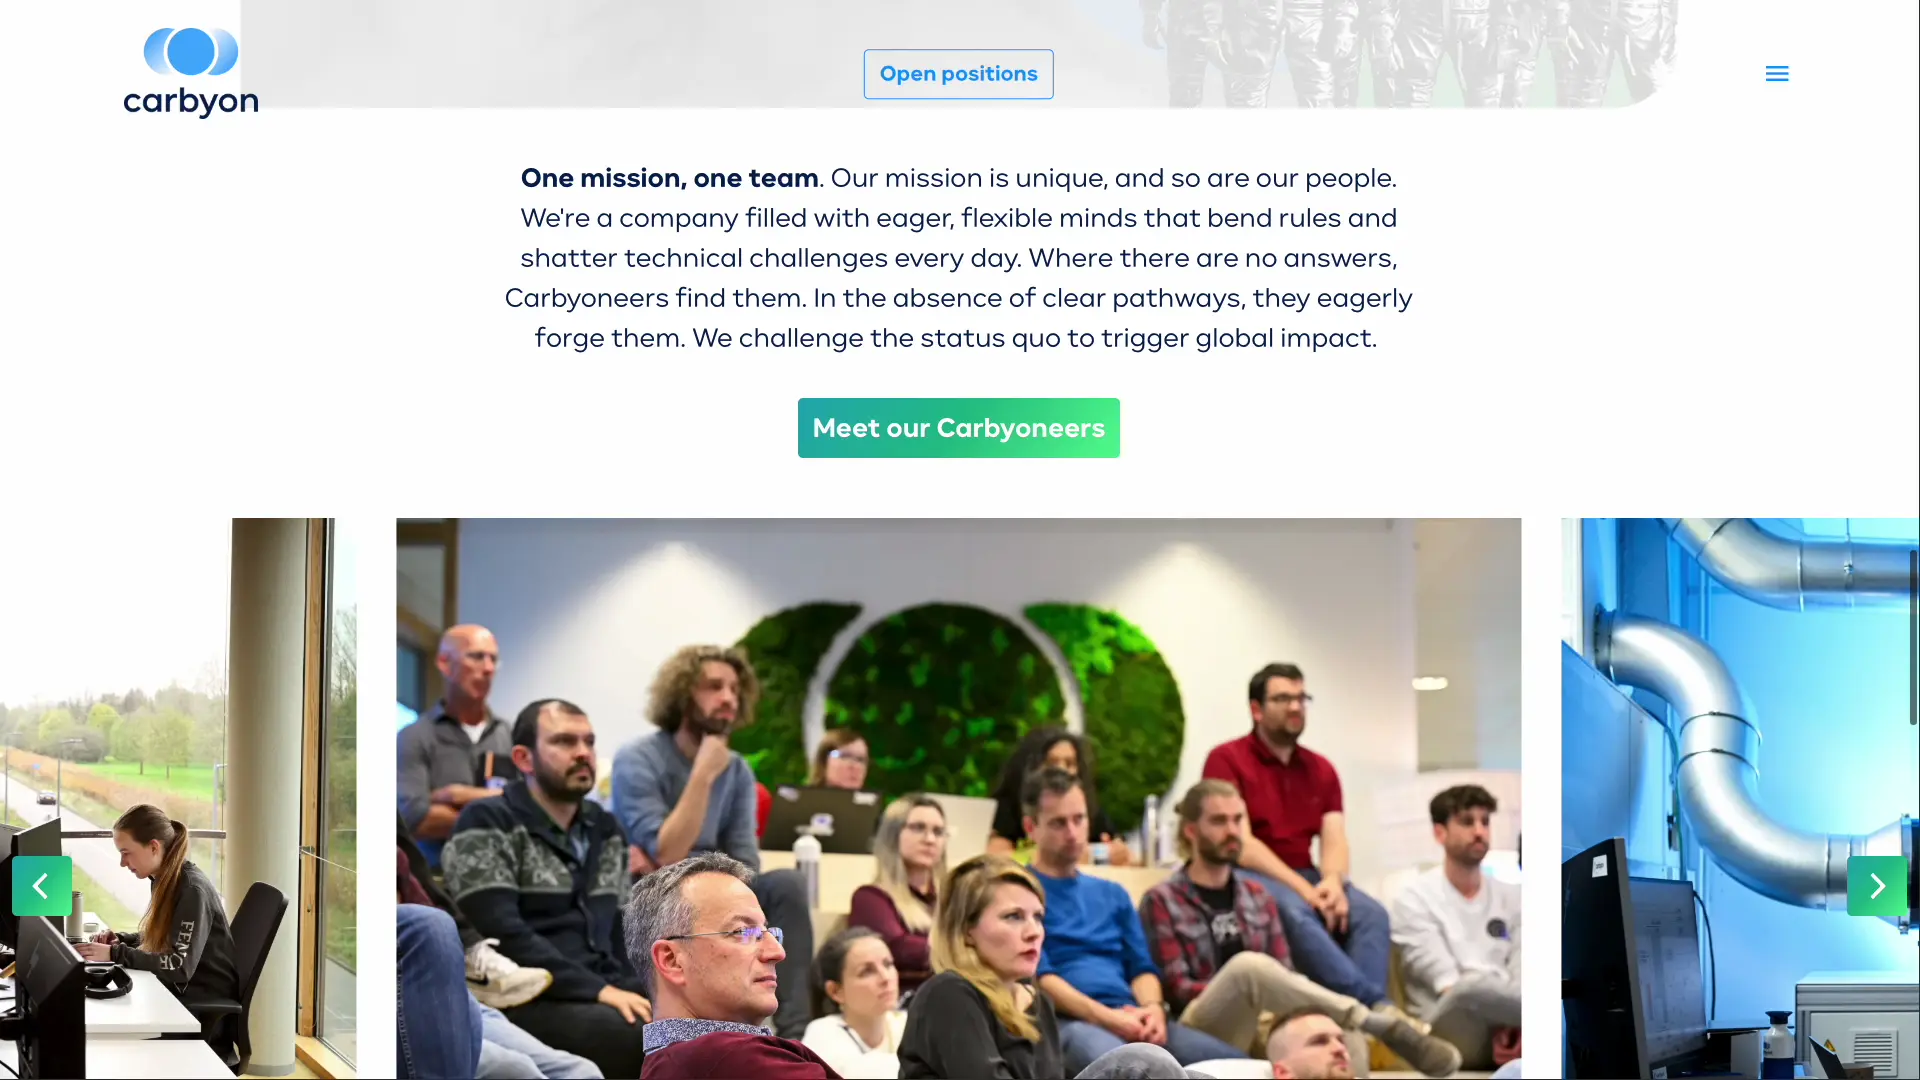 carbyon
Open positions
One mission, one team. Our mission is unique, and so are our people.
We're a company filled with eager, flexible minds that bend rules and
shatter technical challenges every day. Where there are no answers,
Carbyoneers find them. In the absence of clear pathways, they eagerly
forge them. We challenge the status quo to trigger global impact.
Meet our Carbyoneers